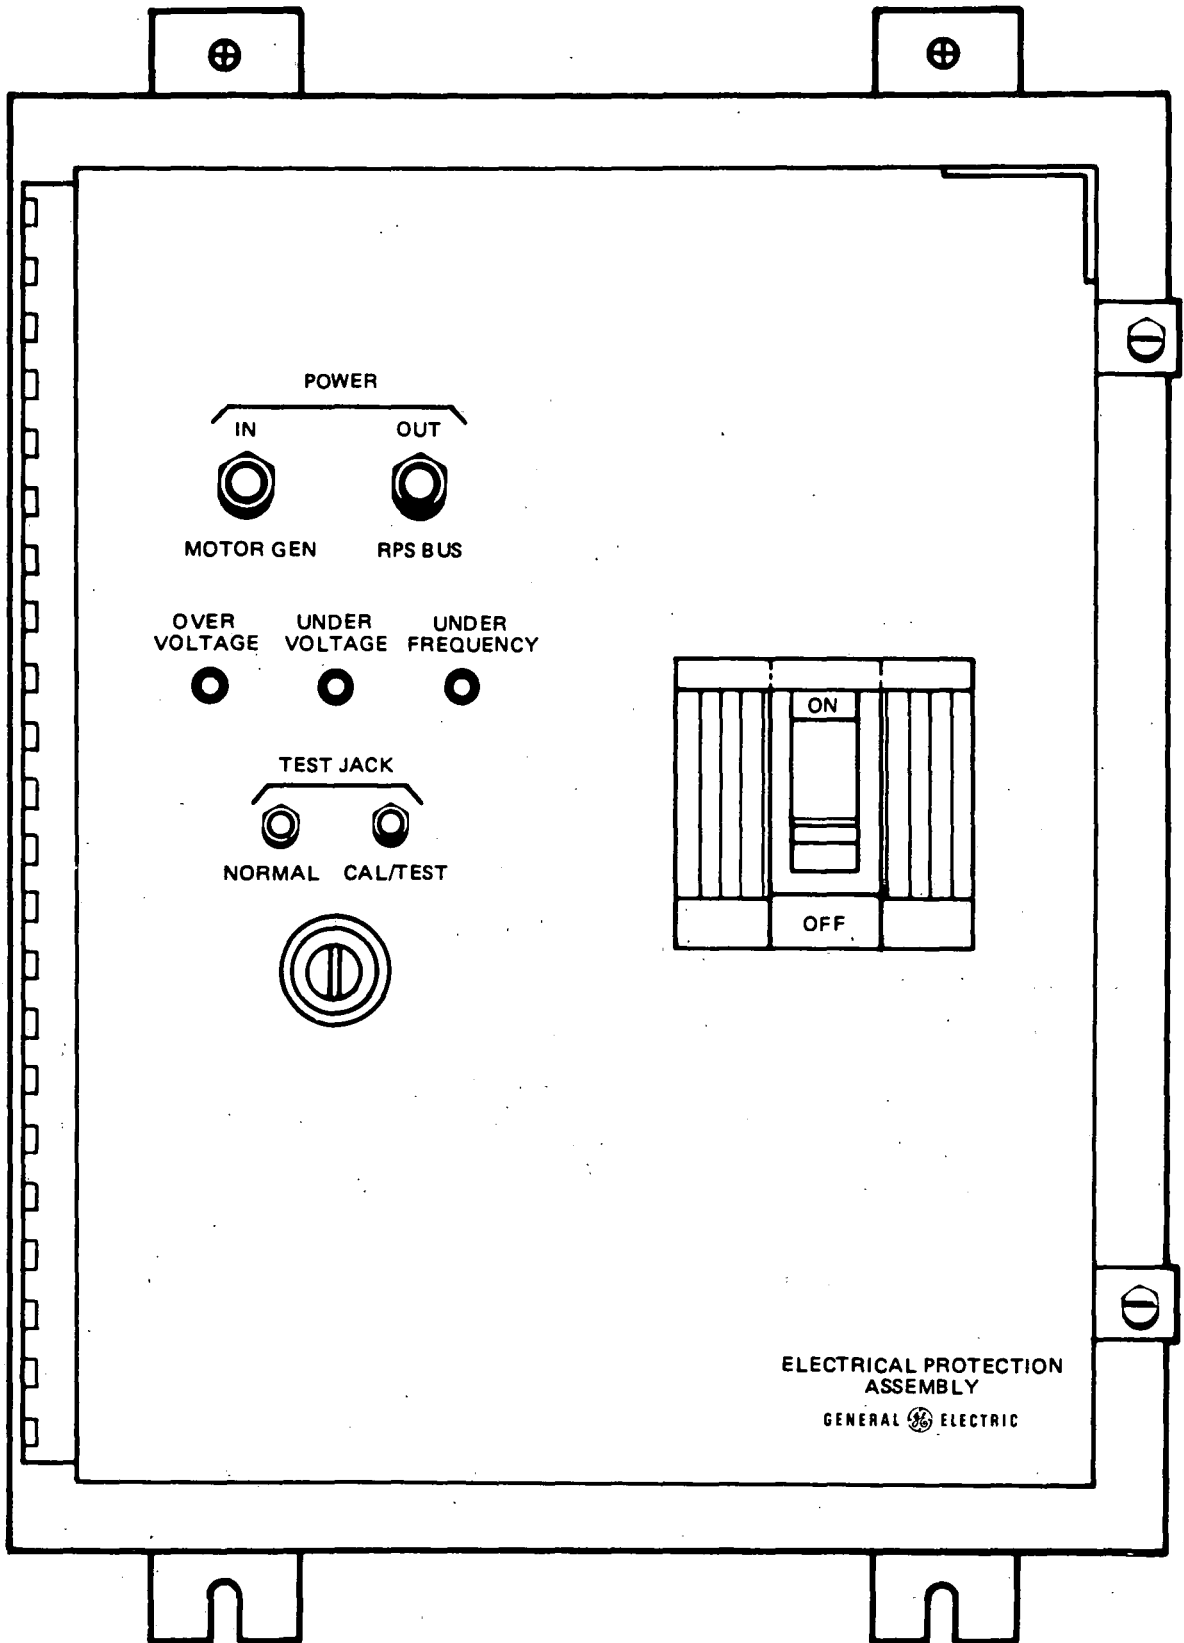 POWER
IN OUT
MOTOR GEN RPS BUS
OVER VOLTAGE
UNDER VOLTAGE
UNDER FREQUENCY
TEST JACK
NORMAL CAL/TEST
ON
OFF
ELECTRICAL PROTECTION
ASSEMBLY
GENERAL GE ELECTRIC